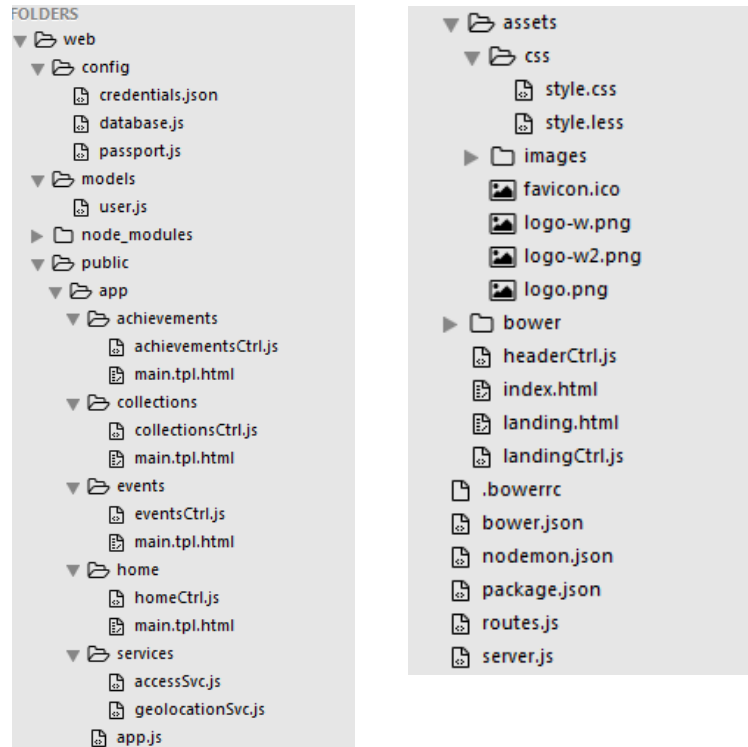 FOLDERS
web
config
credentials.json
database.js
passport.js
models
user.js
node_modules
public
app
achievements
achievementsCtrl.js
main.tpl.html
collections
collectionsCtrl.js
main.tpl.html
events
eventsCtrl.js
main.tpl.html
home
homeCtrl.js
main.tpl.html
services
accessSvc.js
geolocationSvc.js
app.js
assets
css
style.css
style.less
images
favicon.ico
logo-w.png
logo-w2.png
logo.png
bower
headerCtrl.js
index.html
landing.html
landingCtrl.js
.bowerrc
bower.json
nodemon.json
package.json
routes.js
server.js